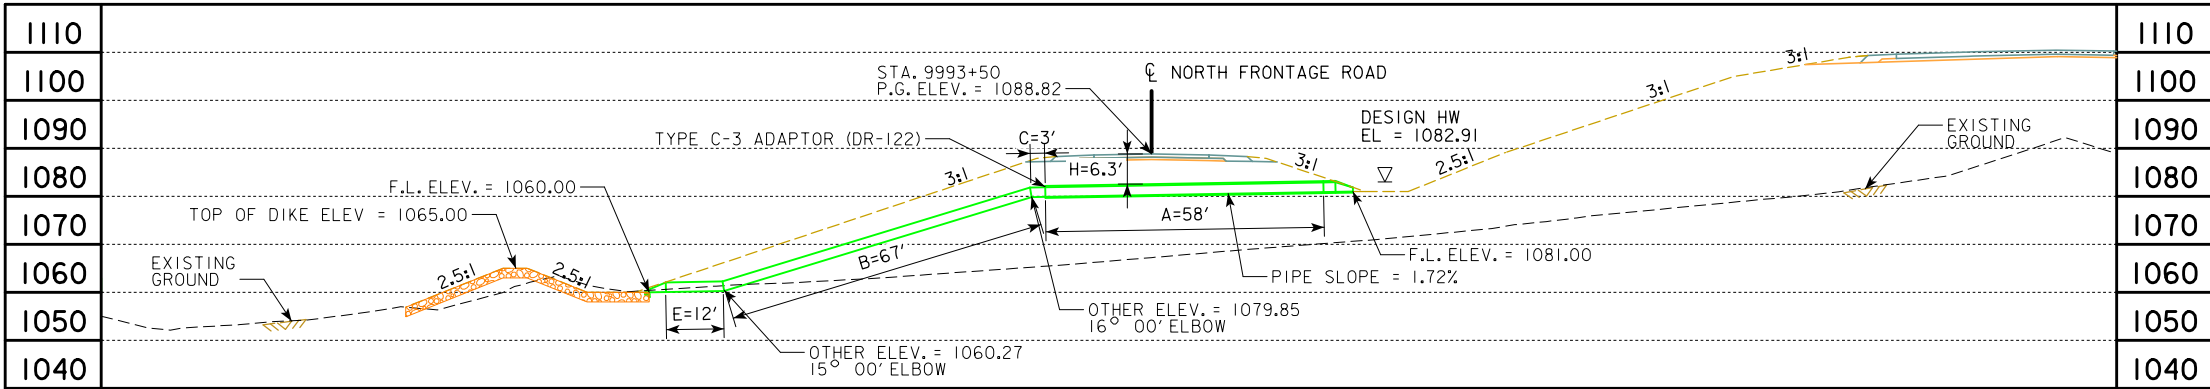 1110
1100
1090
1080
1070
1060
1050
1040
STA. 9993+50
P.G. ELEV. = 1088.82
℄ NORTH FRONTAGE ROAD
3:1
3:1
DESIGN HW
EL = 1082.91
TYPE C-3 ADAPTOR (DR-122)
C=3'
H=6.3'
3:1
3:1
2.5:1
EXISTING
GROUND
F.L. ELEV. = 1060.00
TOP OF DIKE ELEV = 1065.00
A=58'
B=67'
F.L. ELEV. = 1081.00
PIPE SLOPE = 1.72%
EXISTING
GROUND
2.5:1
2.5:1
E=12'
OTHER ELEV. = 1079.85
16° 00' ELBOW
OTHER ELEV. = 1060.27
15° 00' ELBOW
1110
1100
1090
1080
1070
1060
1050
1040